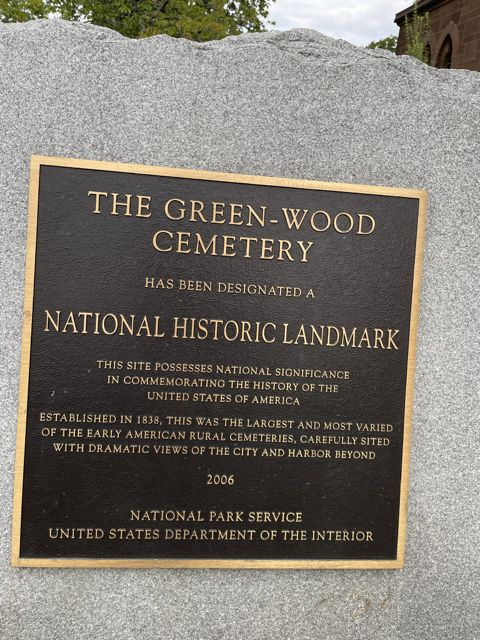 THE GREEN-WOOD
CEMETERY
HAS BEEN DESIGNATED A
NATIONAL HISTORIC LANDMARK
THIS SITE POSSESSES NATIONAL SIGNIFICANCE
IN COMMEMORATING THE HISTORY OF THE
UNITED STATES OF AMERICA
ESTABLISHED IN 1838, THIS WAS THE LARGEST AND MOST VARIED
OF THE EARLY AMERICAN RURAL CEMETERIES, CAREFULLY SITED
WITH DRAMATIC VIEWS OF THE CITY AND HARBOR BEYOND
2006
NATIONAL PARK SERVICE
UNITED STATES DEPARTMENT OF THE INTERIOR